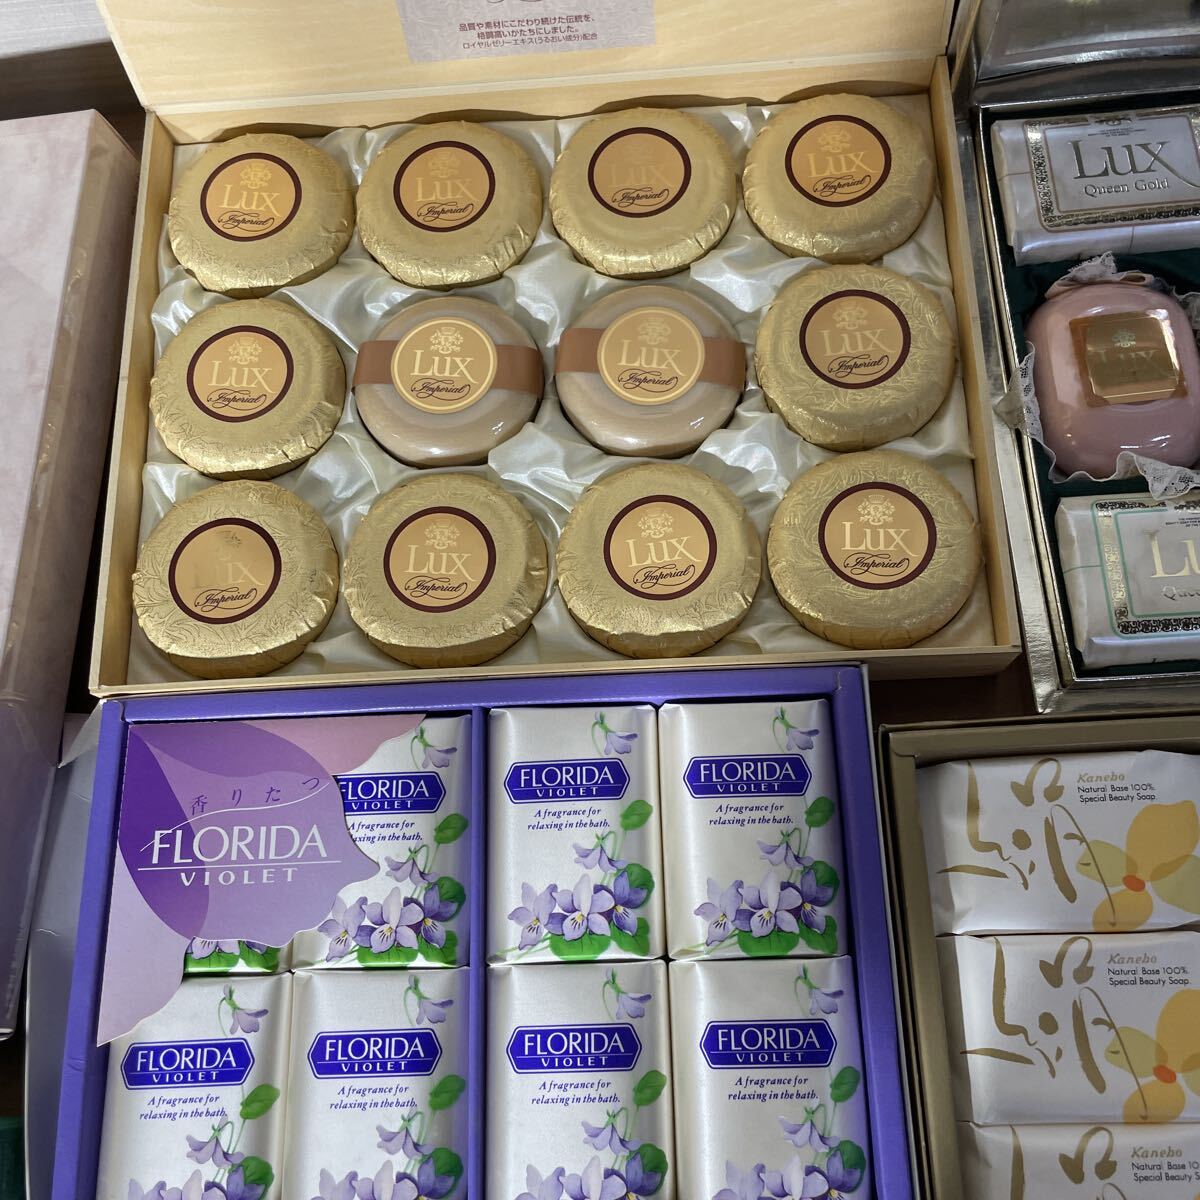 品質や素材にこだわり続けた伝統を、
格調高いかたちにしました。
ロイヤルゼリーエキス(うるおい成分)配合
LUX
Imperial
LUX
Imperial
LUX
Imperial
LUX
Imperial
LUX
Queen Gold
LUX
Imperial
LUX
Imperial
LUX
Imperial
LUX
Imperial
LUX
LUX
Imperial
LUX
Imperial
LUX
Imperial
LUX
Imperial
香りたつ
FLORIDA
VIOLET
FLORIDA
VIOLET
A fragrance for
relaxing in the bath.
FLORIDA
VIOLET
A fragrance for
relaxing in the bath.
FLORIDA
VIOLET
A fragrance for
relaxing in the bath.
Kanebo
Natural Base 100%.
Special Beauty Soap.
Kanebo
Natural Base 100%.
Special Beauty Soap.
FLORIDA
VIOLET
A fragrance for
relaxing in the bath.
FLORIDA
VIOLET
A fragrance for
relaxing in the bath.
FLORIDA
VIOLET
A fragrance for
relaxing in the bath.
FLORIDA
VIOLET
A fragrance for
relaxing in the bath.
Kanebo
Natural Base 100%
Special Beauty